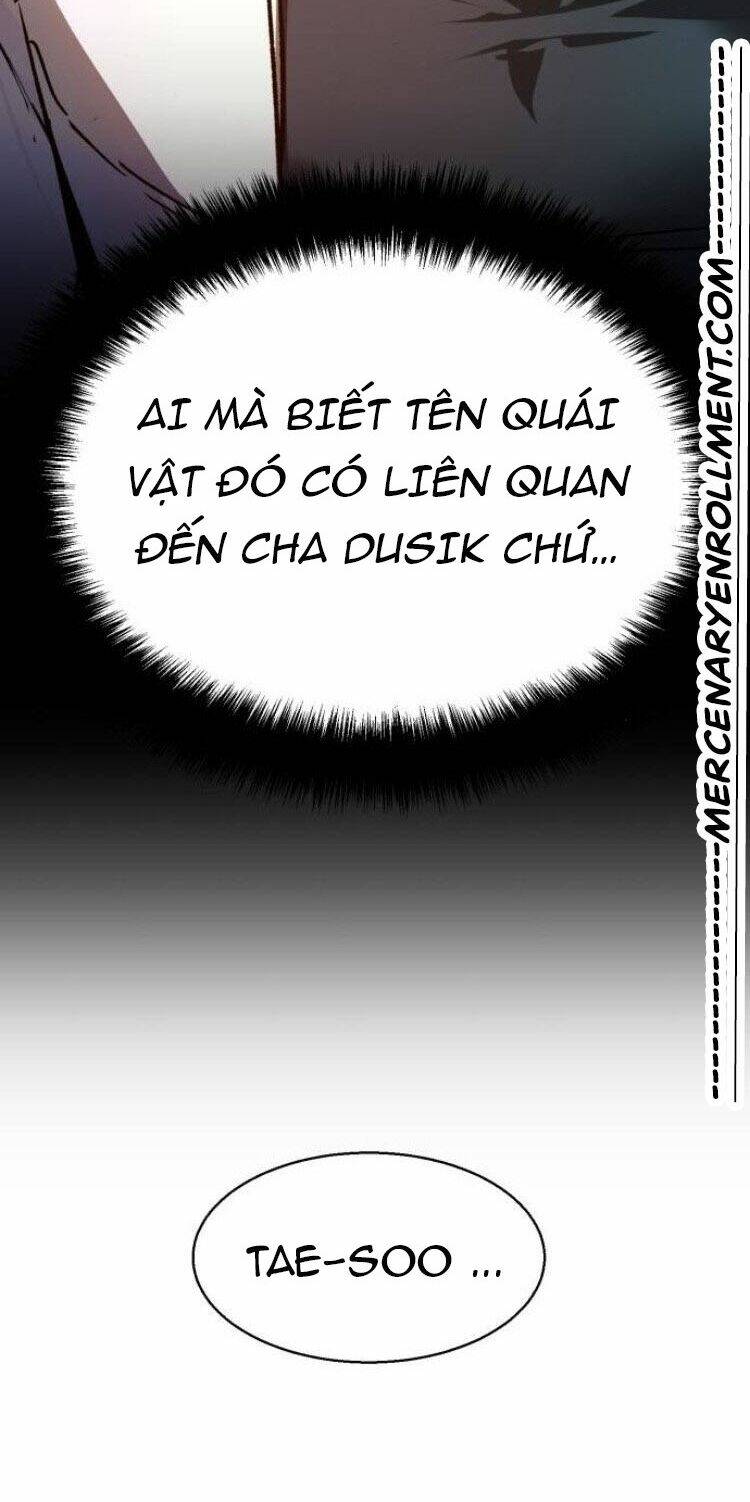 AI MÀ BIẾT TÊN QUÁI
VẬT ĐÓ CÓ LIÊN QUAN
ĐẾN CHA DUSIK CHỨ...
MERCENARYENROLLMENT.COM
TAE-SOO ...